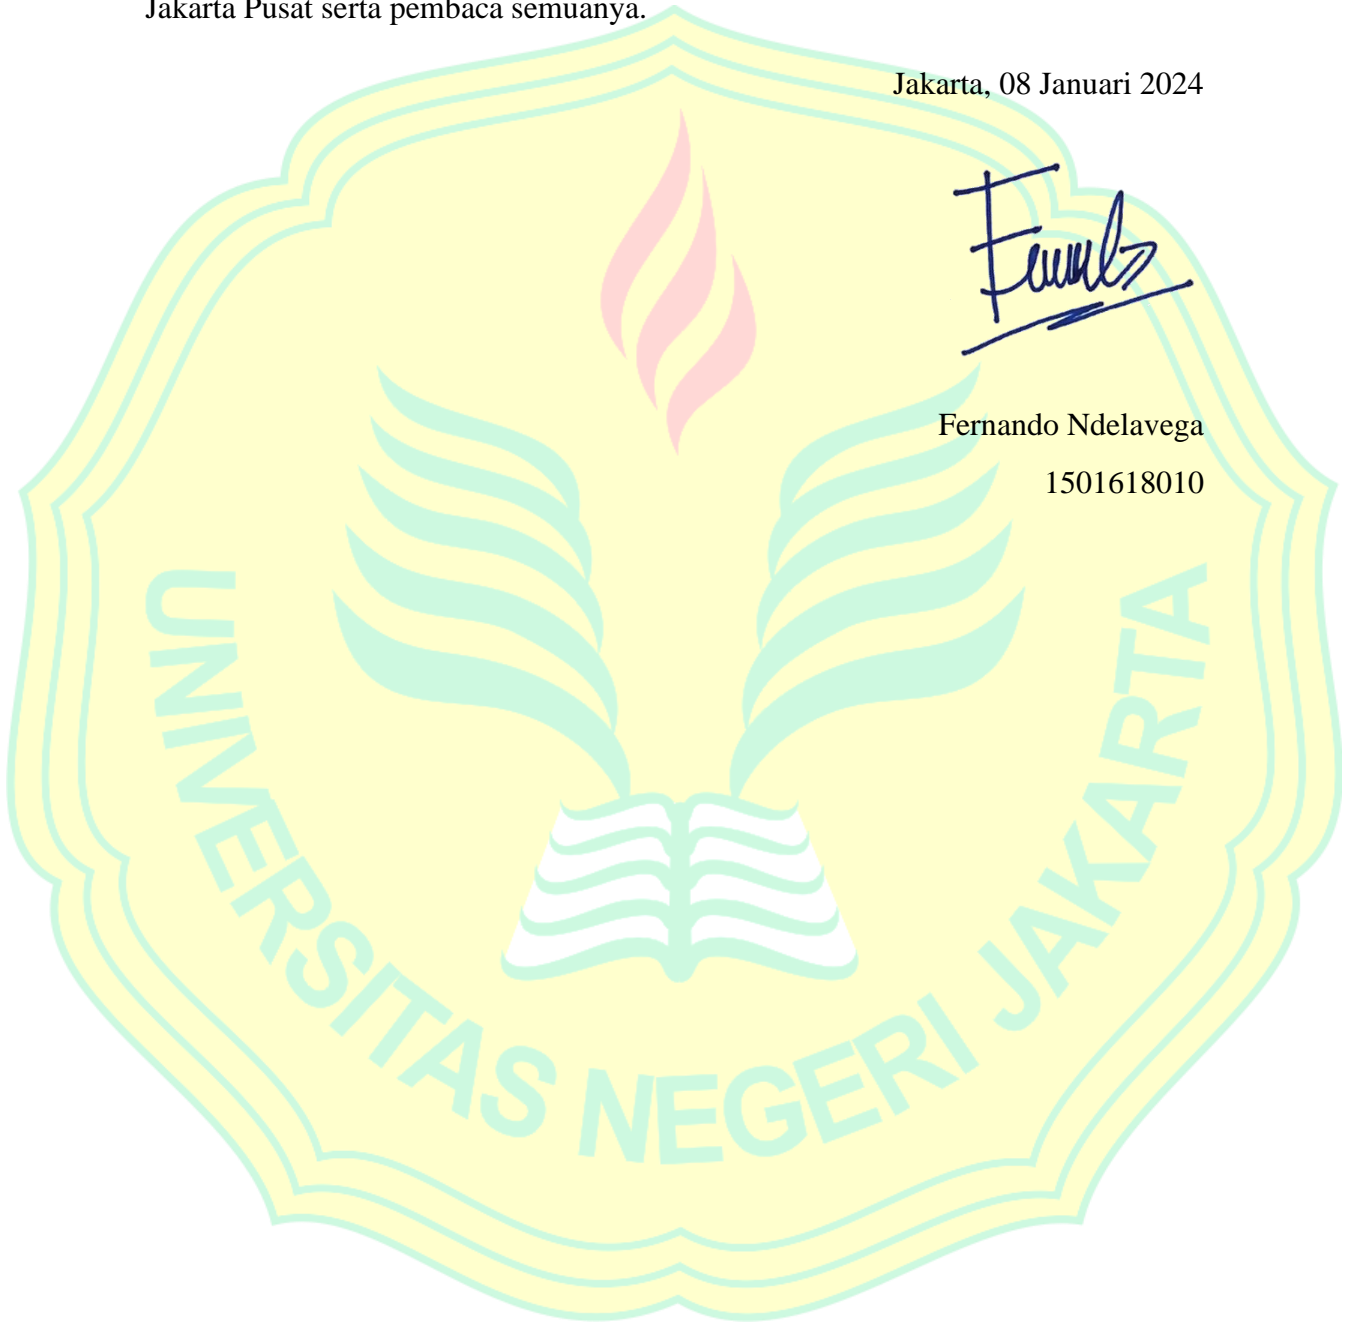 Jakarta Pusat serta pembaca semuanya.
Jakarta, 08 Januari 2024
Fernando Ndelavega
1501618010
UNIVERSITAS NEGERI JAKARTA